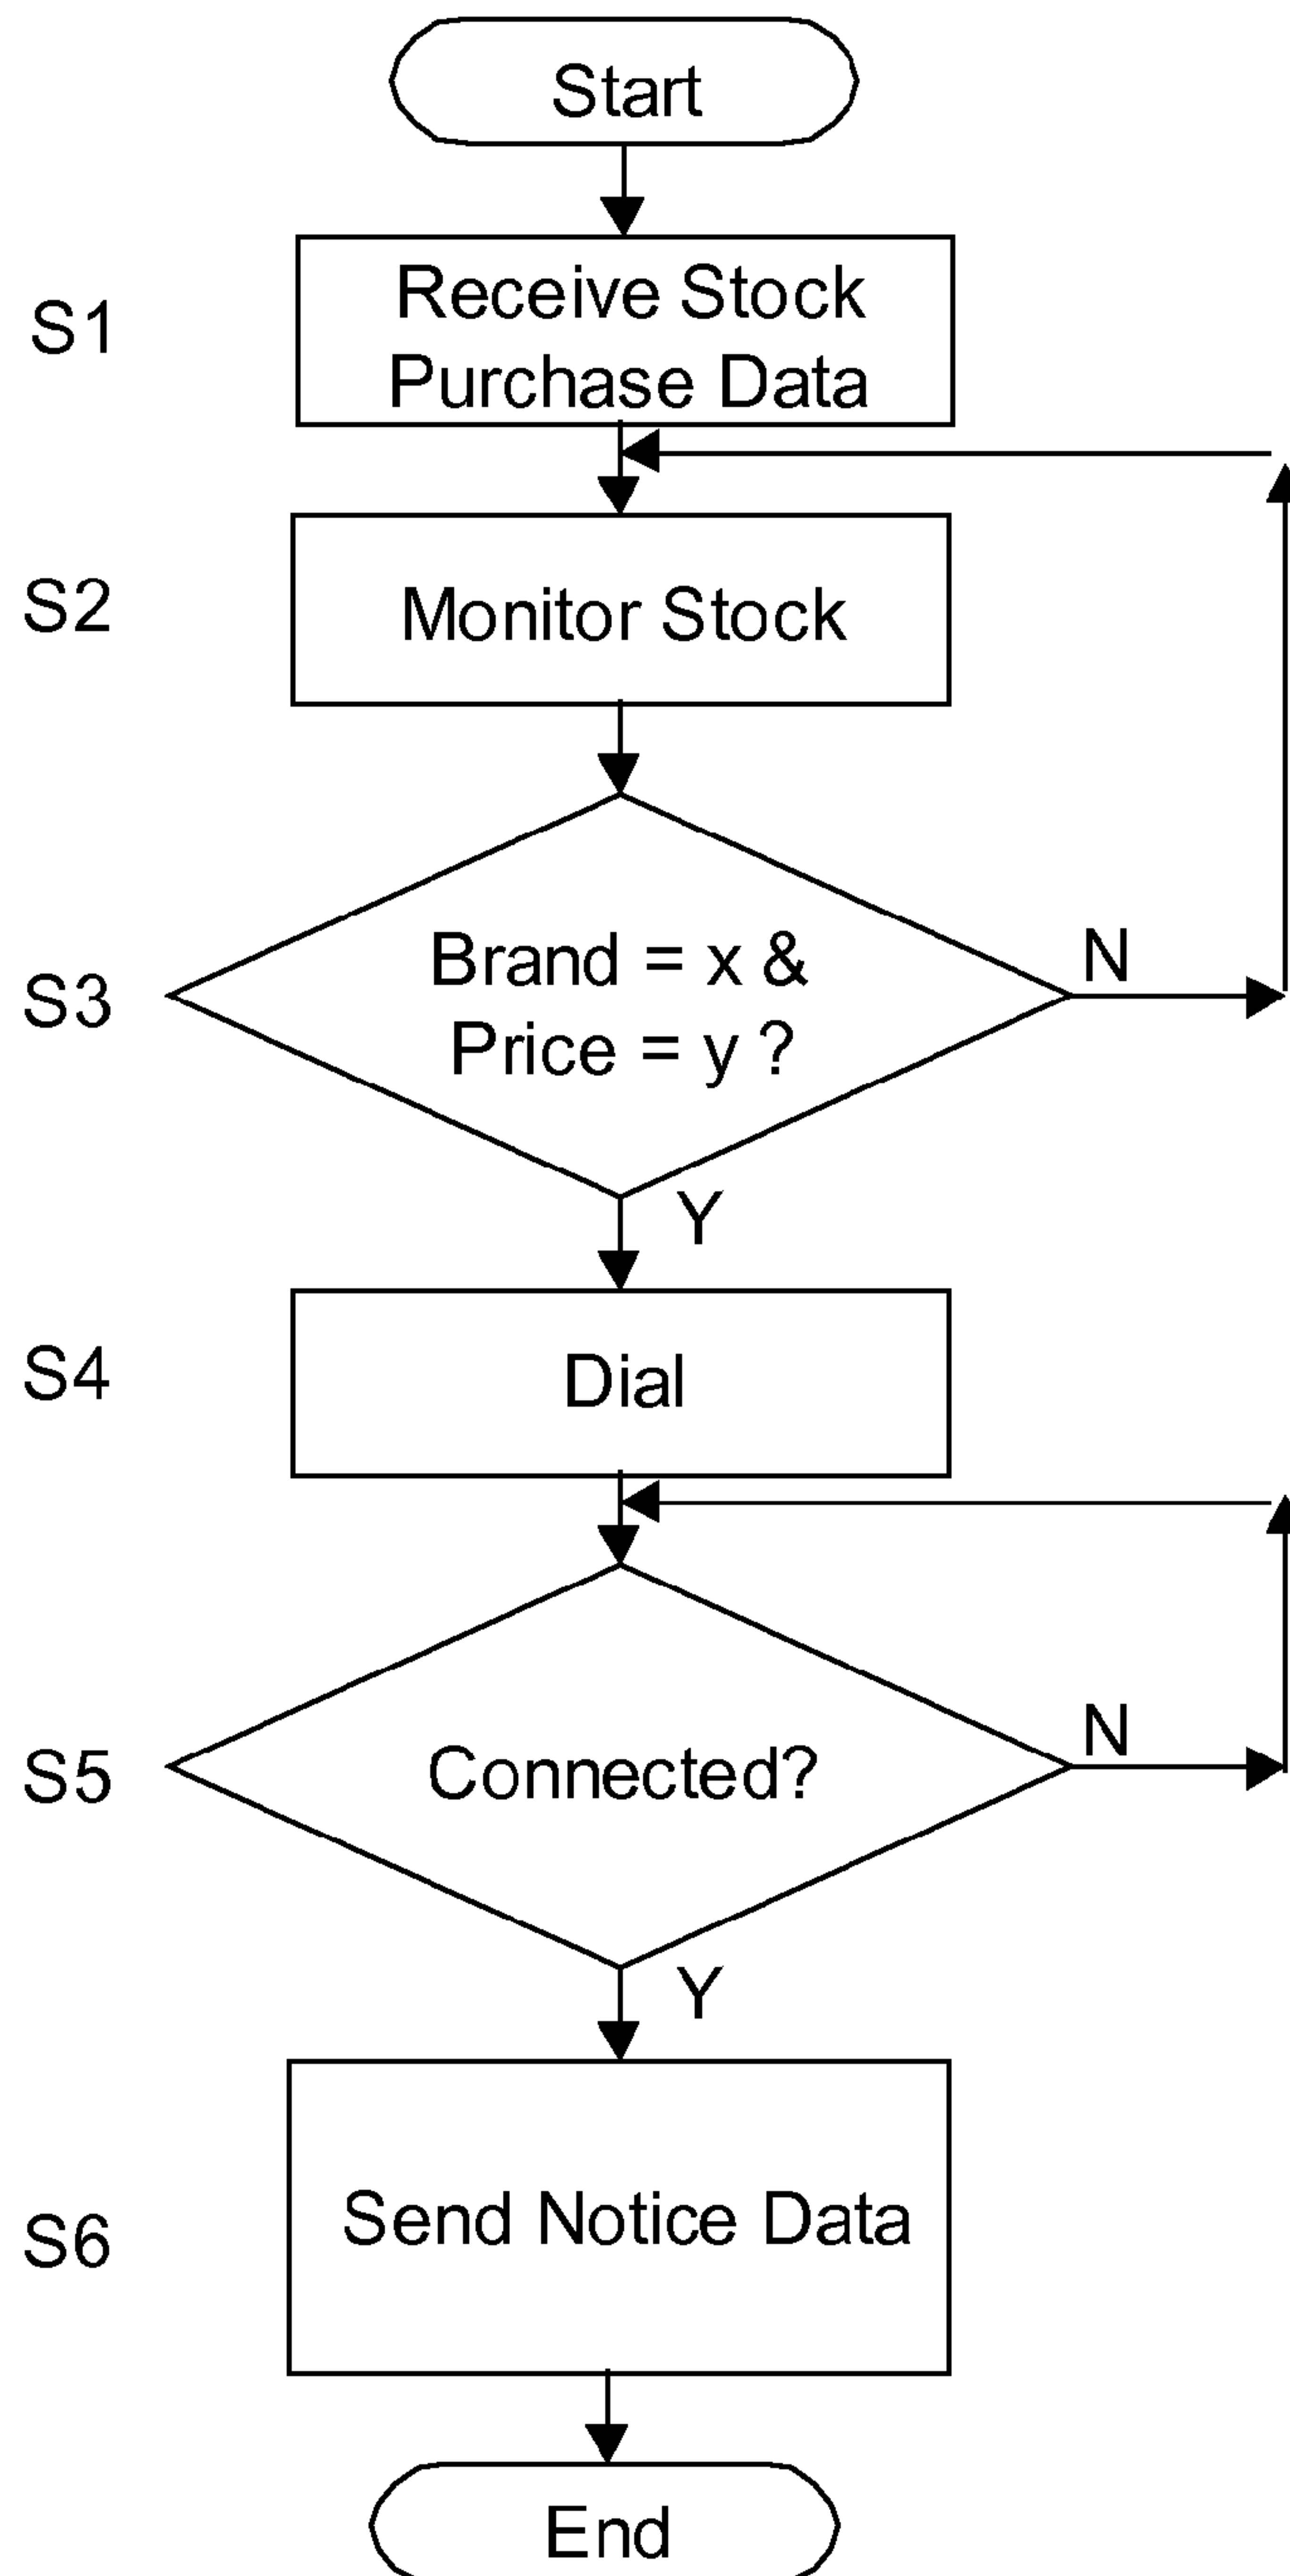 Start
S1
Receive Stock
Purchase Data
S2
Monitor Stock
S3
Brand = x &
Price = y ?
N
Y
S4
Dial
S5
Connected?
N
Y
S6
Send Notice Data
End